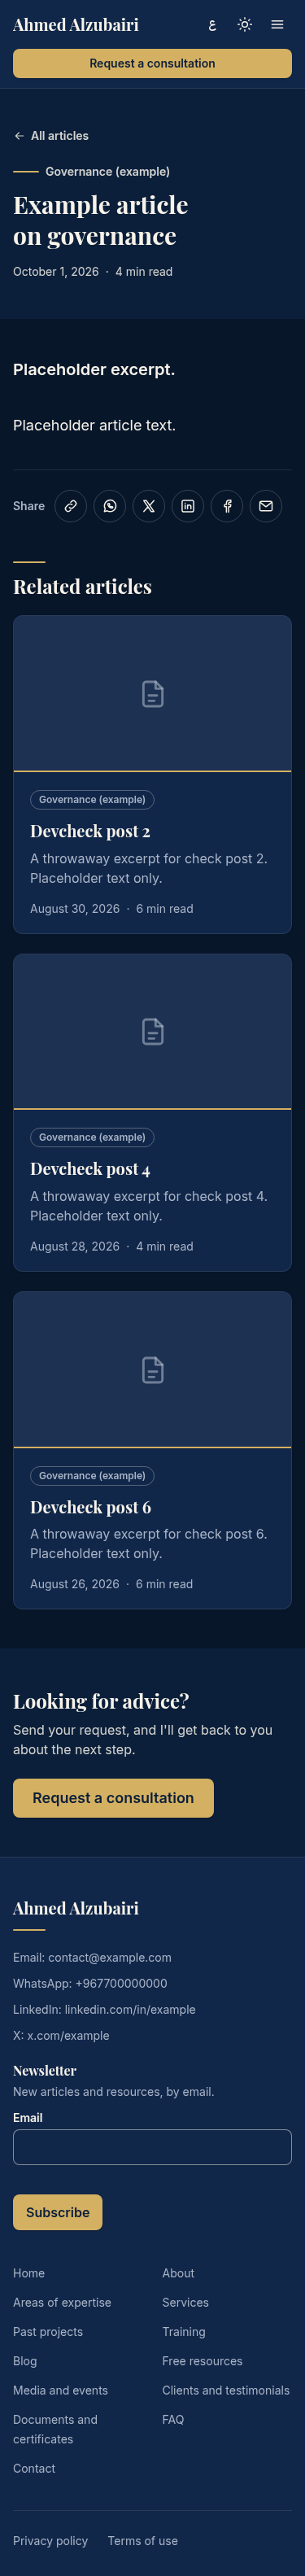 Ahmed Alzubairi
ع
Request a consultation
← All articles
Governance (example)
Example article
on governance
October 1, 2026 · 4 min read
Placeholder excerpt.
Placeholder article text.
Share
Related articles
Governance (example)
Devcheck post 2
A throwaway excerpt for check post 2.
Placeholder text only.
August 30, 2026 · 6 min read
Governance (example)
Devcheck post 4
A throwaway excerpt for check post 4.
Placeholder text only.
August 28, 2026 · 4 min read
Governance (example)
Devcheck post 6
A throwaway excerpt for check post 6.
Placeholder text only.
August 26, 2026 · 6 min read
Looking for advice?
Send your request, and I'll get back to you
about the next step.
Request a consultation
Ahmed Alzubairi
Email: contact@example.com
WhatsApp: +967700000000
LinkedIn: linkedin.com/in/example
X: x.com/example
Newsletter
New articles and resources, by email.
Email
Subscribe
Home
About
Areas of expertise
Services
Past projects
Training
Blog
Free resources
Media and events
Clients and testimonials
Documents and
certificates
FAQ
Contact
Privacy policy
Terms of use